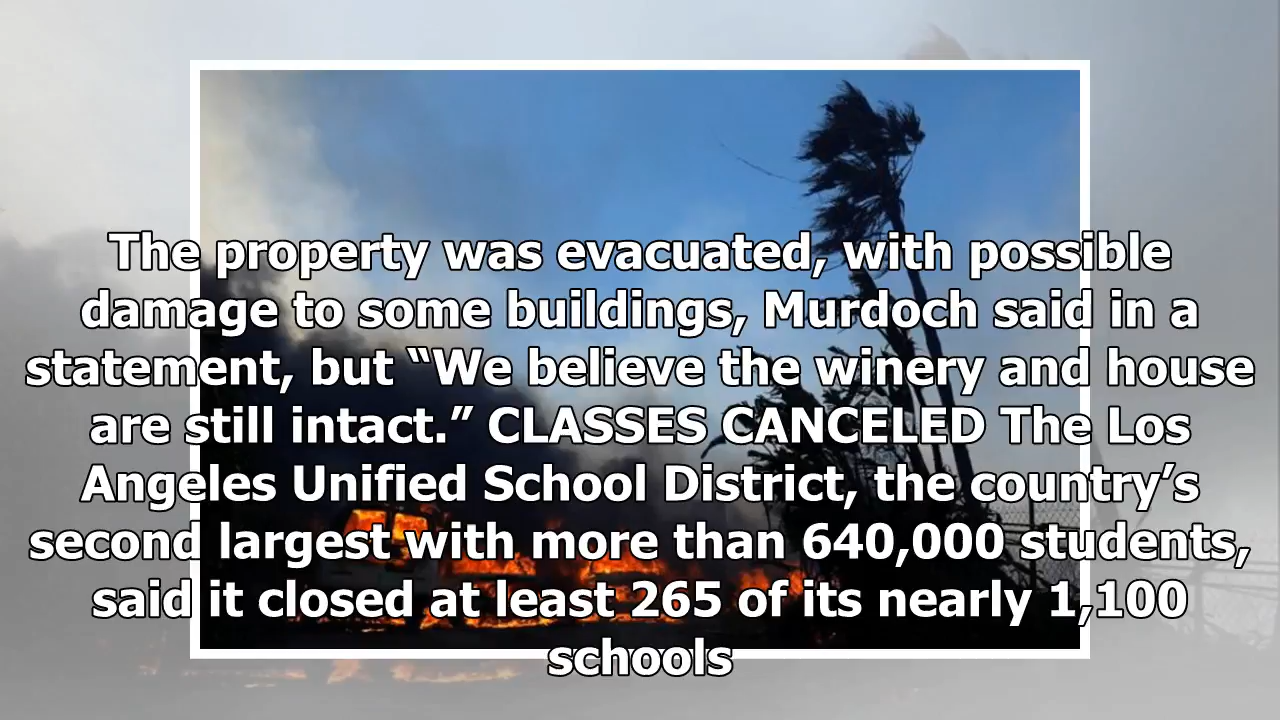 The property was evacuated, with possible
damage to some buildings, Murdoch said in a
statement, but “We believe the winery and house
are still intact.” CLASSES CANCELED The Los
Angeles Unified School District, the country’s
second largest with more than 640,000 students,
said it closed at least 265 of its nearly 1,100
schools